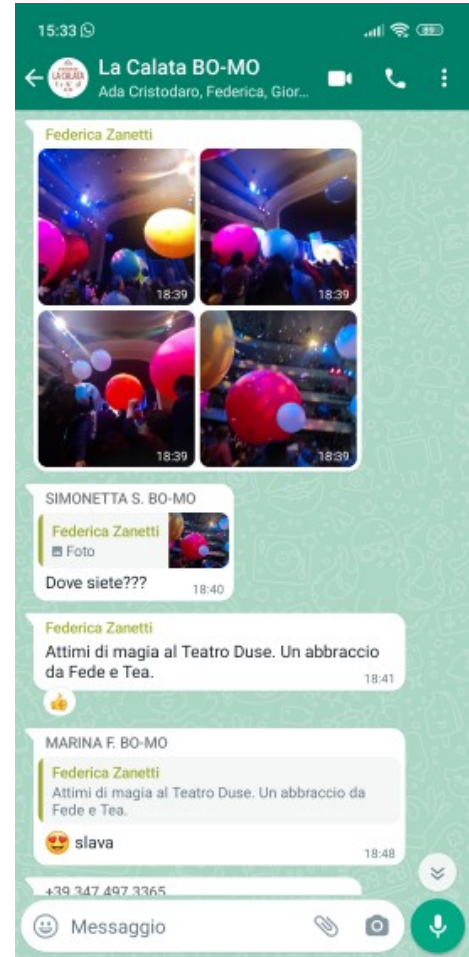 15:33
La Calata BO-MO
Ada Cristodaro, Federica, Gior...
Federica Zanetti
18:39
18:39
18:39
18:39
SIMONETTA S. BO-MO
Federica Zanetti
Foto
Dove siete???
18:40
Federica Zanetti
Attimi di magia al Teatro Duse. Un abbraccio
da Fede e Tea.
18:41
MARINA F. BO-MO
Federica Zanetti
Attimi di magia al Teatro Duse. Un abbraccio da
Fede e Tea.
😍 slava
18:48
+39 347 497 3365
Messaggio